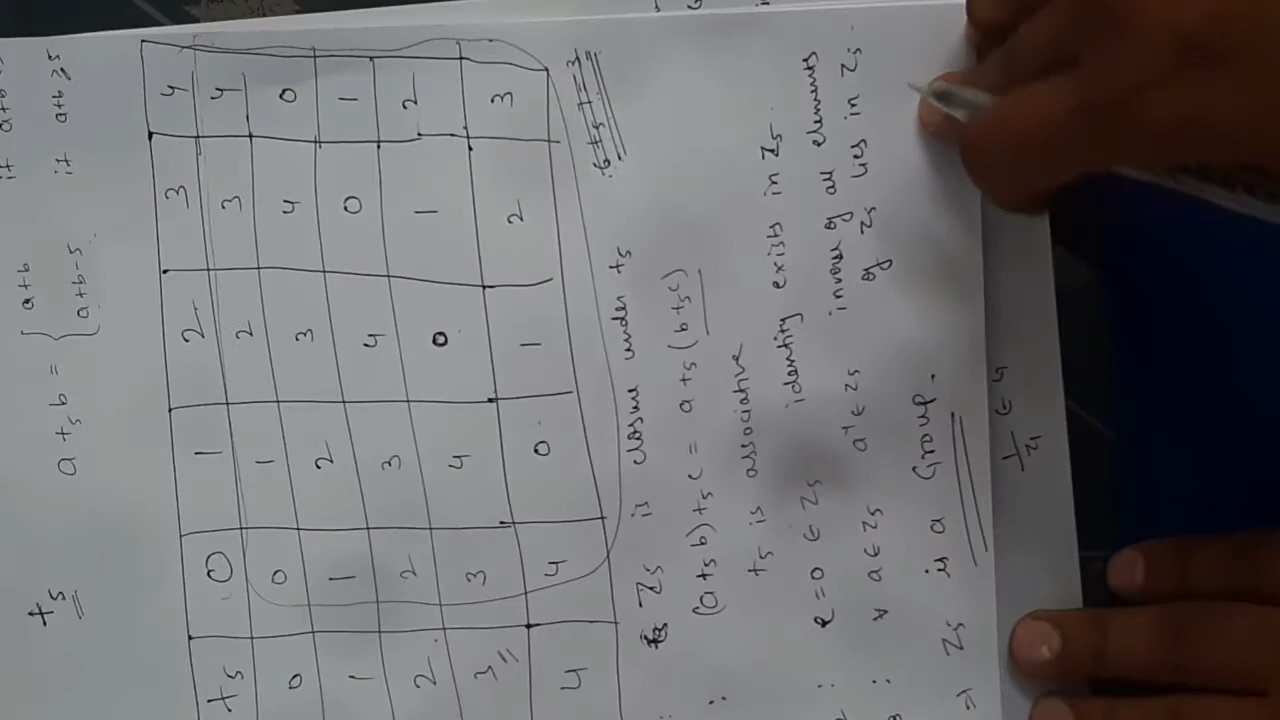 +5 a +5 b = { a+b if a+b
a+b-5 if a+b ≥ 5
+5 0 1 2 3 4
0 0 1 2 3 4
1 1 2 3 4 0
2 2 3 4 0 1
3 3 4 0 1 2
4 4 0 1 2 3
Z5 is closure under +5 6 +5 1 = 3
(a +5 b) +5 c = a +5 (b +5 c)
+5 is associative
: e = 0 ∈ Z5 identity exists in Z5.
: ∀ a ∈ Z5 a⁻¹ ∈ Z5 inverse of all elements
of Z5 lies in Z5.
⇒ Z5 is a Group.